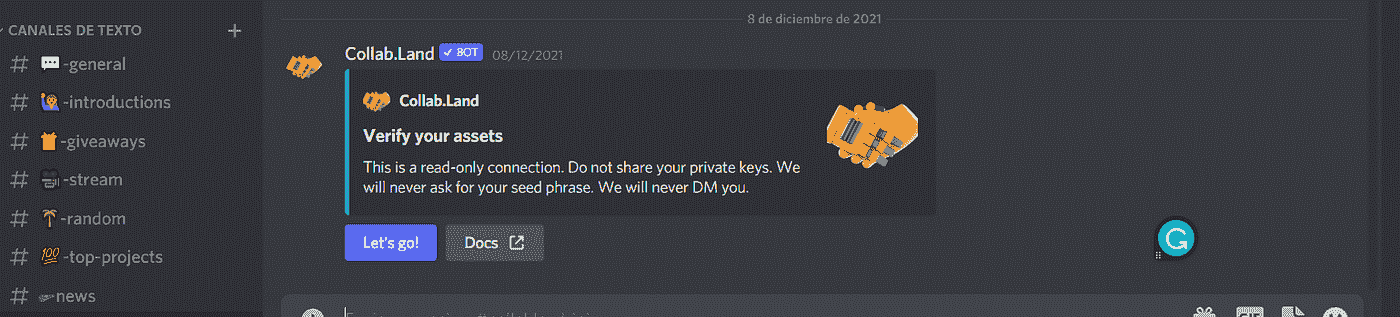 CANALES DE TEXTO
-general
-introductions
-giveaways
-stream
-random
-top-projects
news
8 de diciembre de 2021
Collab.Land ✓ BOT 08/12/2021
Collab.Land
Verify your assets
This is a read-only connection. Do not share your private keys. We
will never ask for your seed phrase. We will never DM you.
Let's go!
Docs